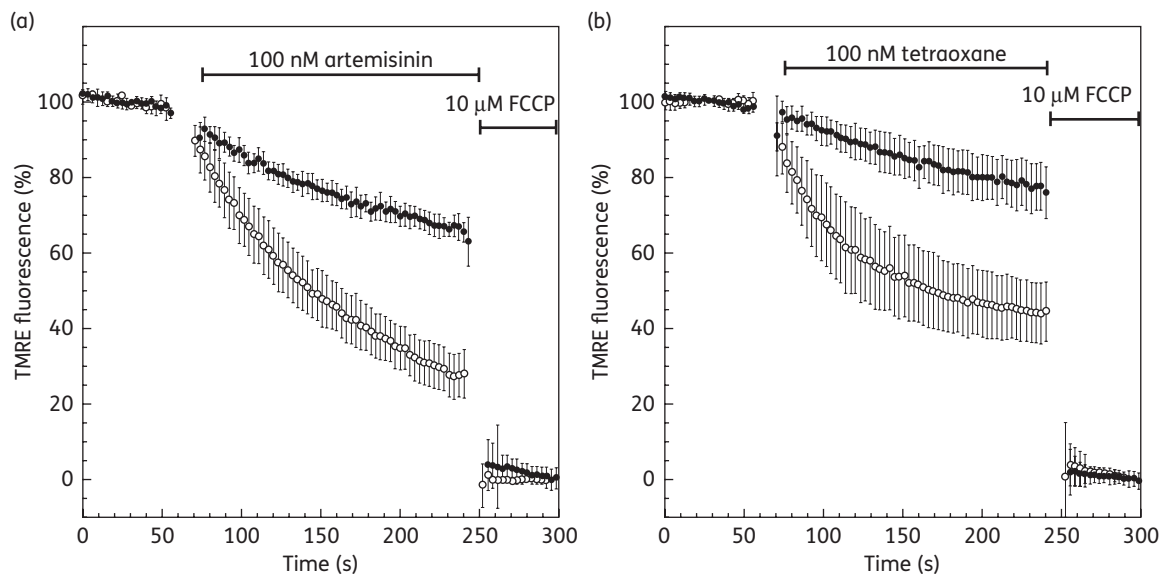 (a)
100 nM artemisinin
10 µM FCCP
100
80
60
40
20
0
TMRE fluorescence (%)
0 50 100 150 200 250 300
Time (s)
(b)
100 nM tetraoxane
10 µM FCCP
100
80
60
40
20
0
TMRE fluorescence (%)
0 50 100 150 200 250 300
Time (s)